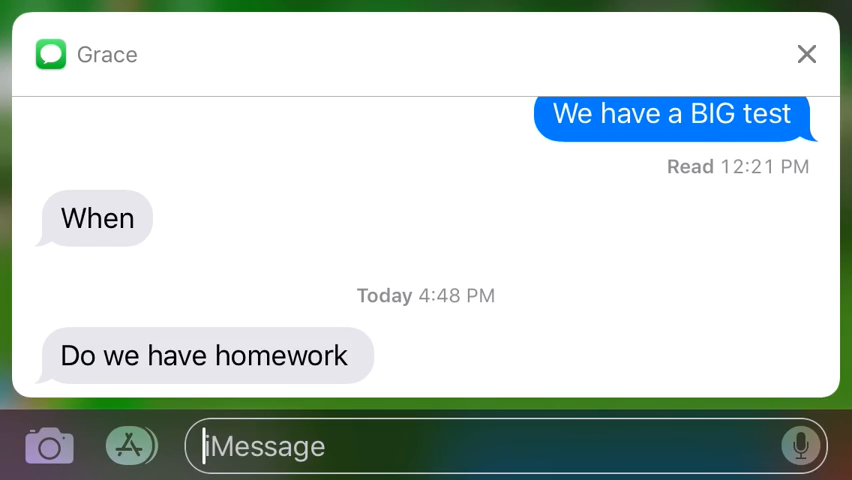 Grace
We have a BIG test
Read 12:21 PM
When
Today 4:48 PM
Do we have homework
iMessage